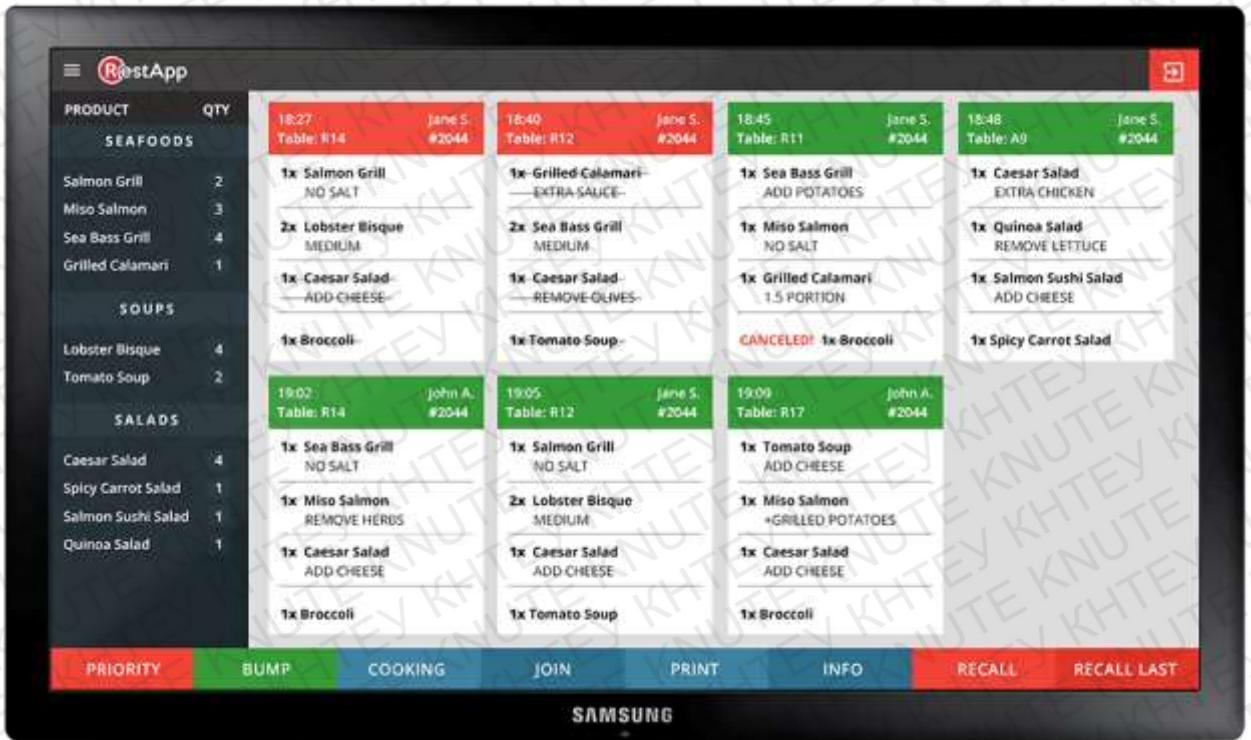 RestApp
PRODUCT QTY
SEAFOODS
Salmon Grill 2
Miso Salmon 3
Sea Bass Grill 4
Grilled Calamari 1
SOUPS
Lobster Bisque 4
Tomato Soup 2
SALADS
Caesar Salad 4
Spicy Carrot Salad 1
Salmon Sushi Salad 1
Quinoa Salad 1
18:27 Jane S.
Table: R14 #2044
1x Salmon Grill
NO SALT
2x Lobster Bisque
MEDIUM
1x Caesar Salad
ADD CHEESE
1x Broccoli
18:40 Jane S.
Table: R12 #2044
1x Grilled Calamari
EXTRA SAUCE
2x Sea Bass Grill
MEDIUM
1x Caesar Salad
REMOVE OLIVES
1x Tomato Soup
18:45 Jane S.
Table: R11 #2044
1x Sea Bass Grill
ADD POTATOES
1x Miso Salmon
NO SALT
1x Grilled Calamari
1.5 PORTION
CANCELED! 1x Broccoli
18:48 Jane S.
Table: A9 #2044
1x Caesar Salad
EXTRA CHICKEN
1x Quinoa Salad
REMOVE LETTUCE
1x Salmon Sushi Salad
ADD CHEESE
1x Spicy Carrot Salad
19:02 John A.
Table: R14 #2044
1x Sea Bass Grill
NO SALT
1x Miso Salmon
REMOVE HERBS
1x Caesar Salad
ADD CHEESE
1x Broccoli
19:05 Jane S.
Table: R12 #2044
1x Salmon Grill
NO SALT
2x Lobster Bisque
MEDIUM
1x Caesar Salad
ADD CHEESE
1x Tomato Soup
19:09 John A.
Table: R17 #2044
1x Tomato Soup
ADD CHEESE
1x Miso Salmon
+GRILLED POTATOES
1x Caesar Salad
ADD CHEESE
1x Broccoli
PRIORITY BUMP COOKING JOIN PRINT INFO RECALL RECALL LAST
SAMSUNG
KNUTE KHTEY